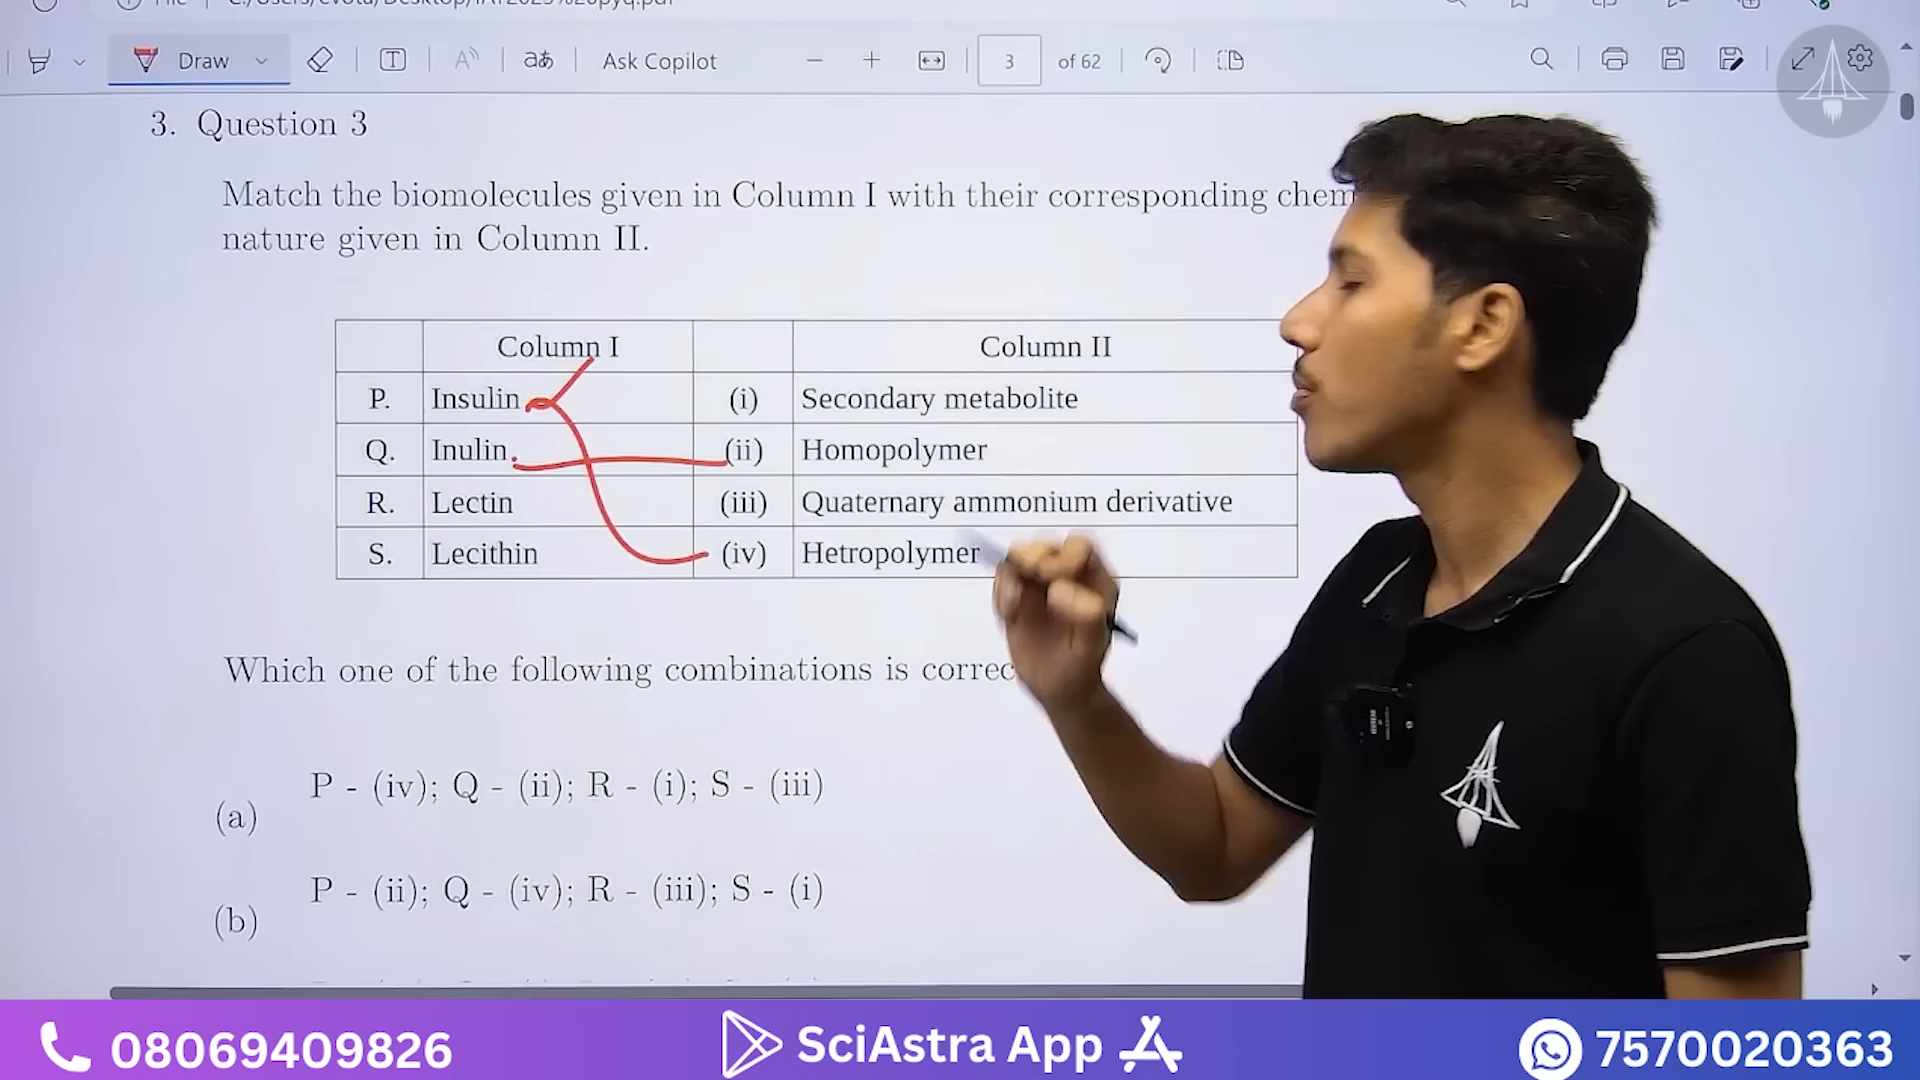 Draw
aあ
Ask Copilot
3
of 62
3. Question 3
Match the biomolecules given in Column I with their corresponding chem
nature given in Column II.
Column I Column II
P. Insulin (i) Secondary metabolite
Q. Inulin. (ii) Homopolymer
R. Lectin (iii) Quaternary ammonium derivative
S. Lecithin (iv) Hetropolymer
Which one of the following combinations is correc
(a) P - (iv); Q - (ii); R - (i); S - (iii)
(b) P - (ii); Q - (iv); R - (iii); S - (i)
08069409826
SciAstra App
7570020363